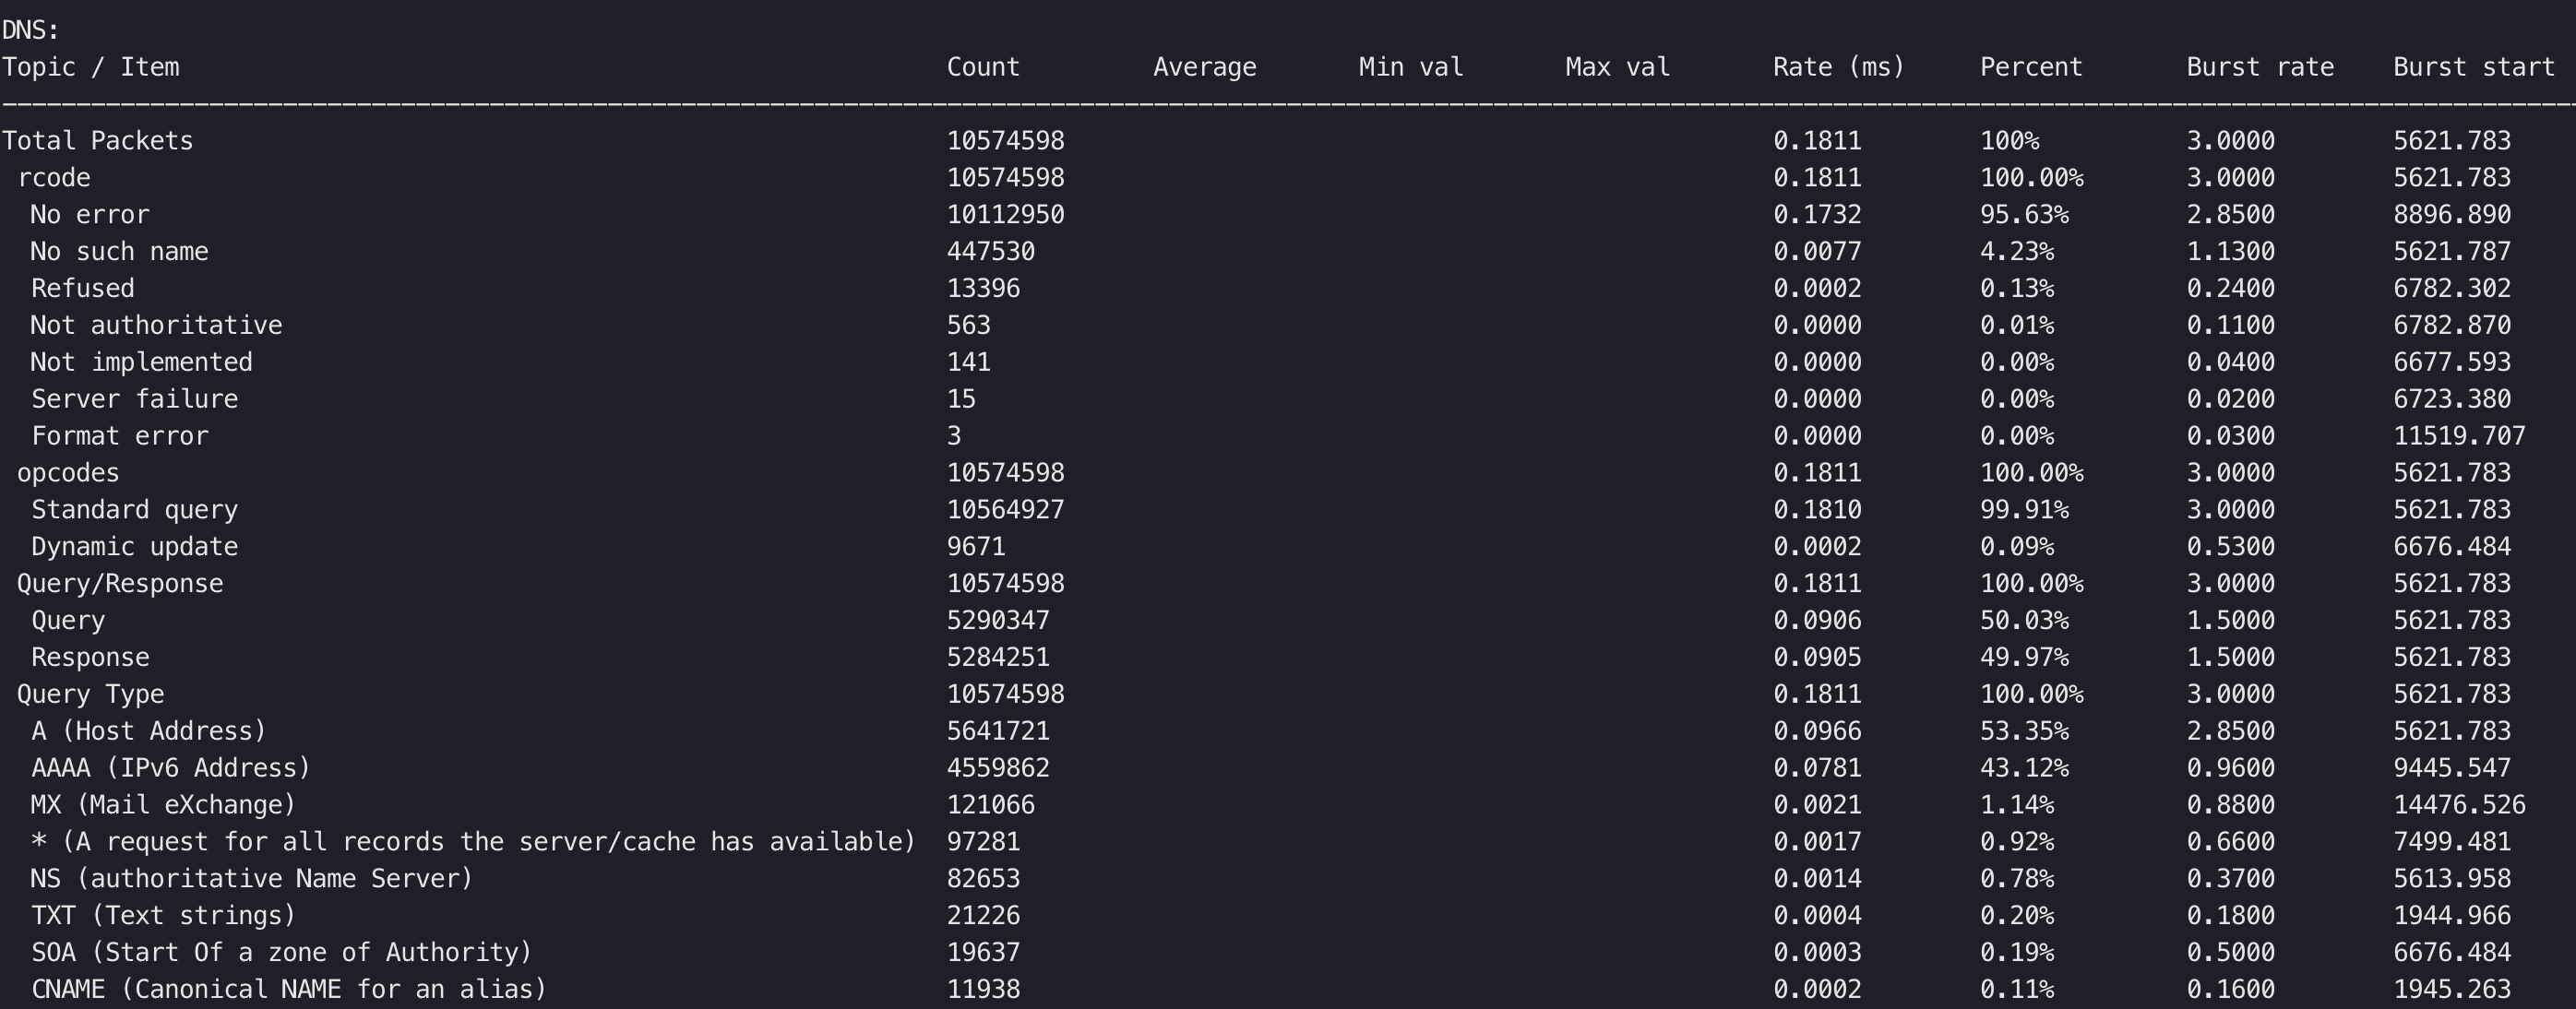 DNS:
Topic / Item Count Average Min val Max val Rate (ms) Percent Burst rate Burst start
Total Packets 10574598 0.1811 100% 3.0000 5621.783
rcode 10574598 0.1811 100.00% 3.0000 5621.783
No error 10112950 0.1732 95.63% 2.8500 8896.890
No such name 447530 0.0077 4.23% 1.1300 5621.787
Refused 13396 0.0002 0.13% 0.2400 6782.302
Not authoritative 563 0.0000 0.01% 0.1100 6782.870
Not implemented 141 0.0000 0.00% 0.0400 6677.593
Server failure 15 0.0000 0.00% 0.0200 6723.380
Format error 3 0.0000 0.00% 0.0300 11519.707
opcodes 10574598 0.1811 100.00% 3.0000 5621.783
Standard query 10564927 0.1810 99.91% 3.0000 5621.783
Dynamic update 9671 0.0002 0.09% 0.5300 6676.484
Query/Response 10574598 0.1811 100.00% 3.0000 5621.783
Query 5290347 0.0906 50.03% 1.5000 5621.783
Response 5284251 0.0905 49.97% 1.5000 5621.783
Query Type 10574598 0.1811 100.00% 3.0000 5621.783
A (Host Address) 5641721 0.0966 53.35% 2.8500 5621.783
AAAA (IPv6 Address) 4559862 0.0781 43.12% 0.9600 9445.547
MX (Mail eXchange) 121066 0.0021 1.14% 0.8800 14476.526
* (A request for all records the server/cache has available) 97281 0.0017 0.92% 0.6600 7499.481
NS (authoritative Name Server) 82653 0.0014 0.78% 0.3700 5613.958
TXT (Text strings) 21226 0.0004 0.20% 0.1800 1944.966
SOA (Start Of a zone of Authority) 19637 0.0003 0.19% 0.5000 6676.484
CNAME (Canonical NAME for an alias) 11938 0.0002 0.11% 0.1600 1945.263